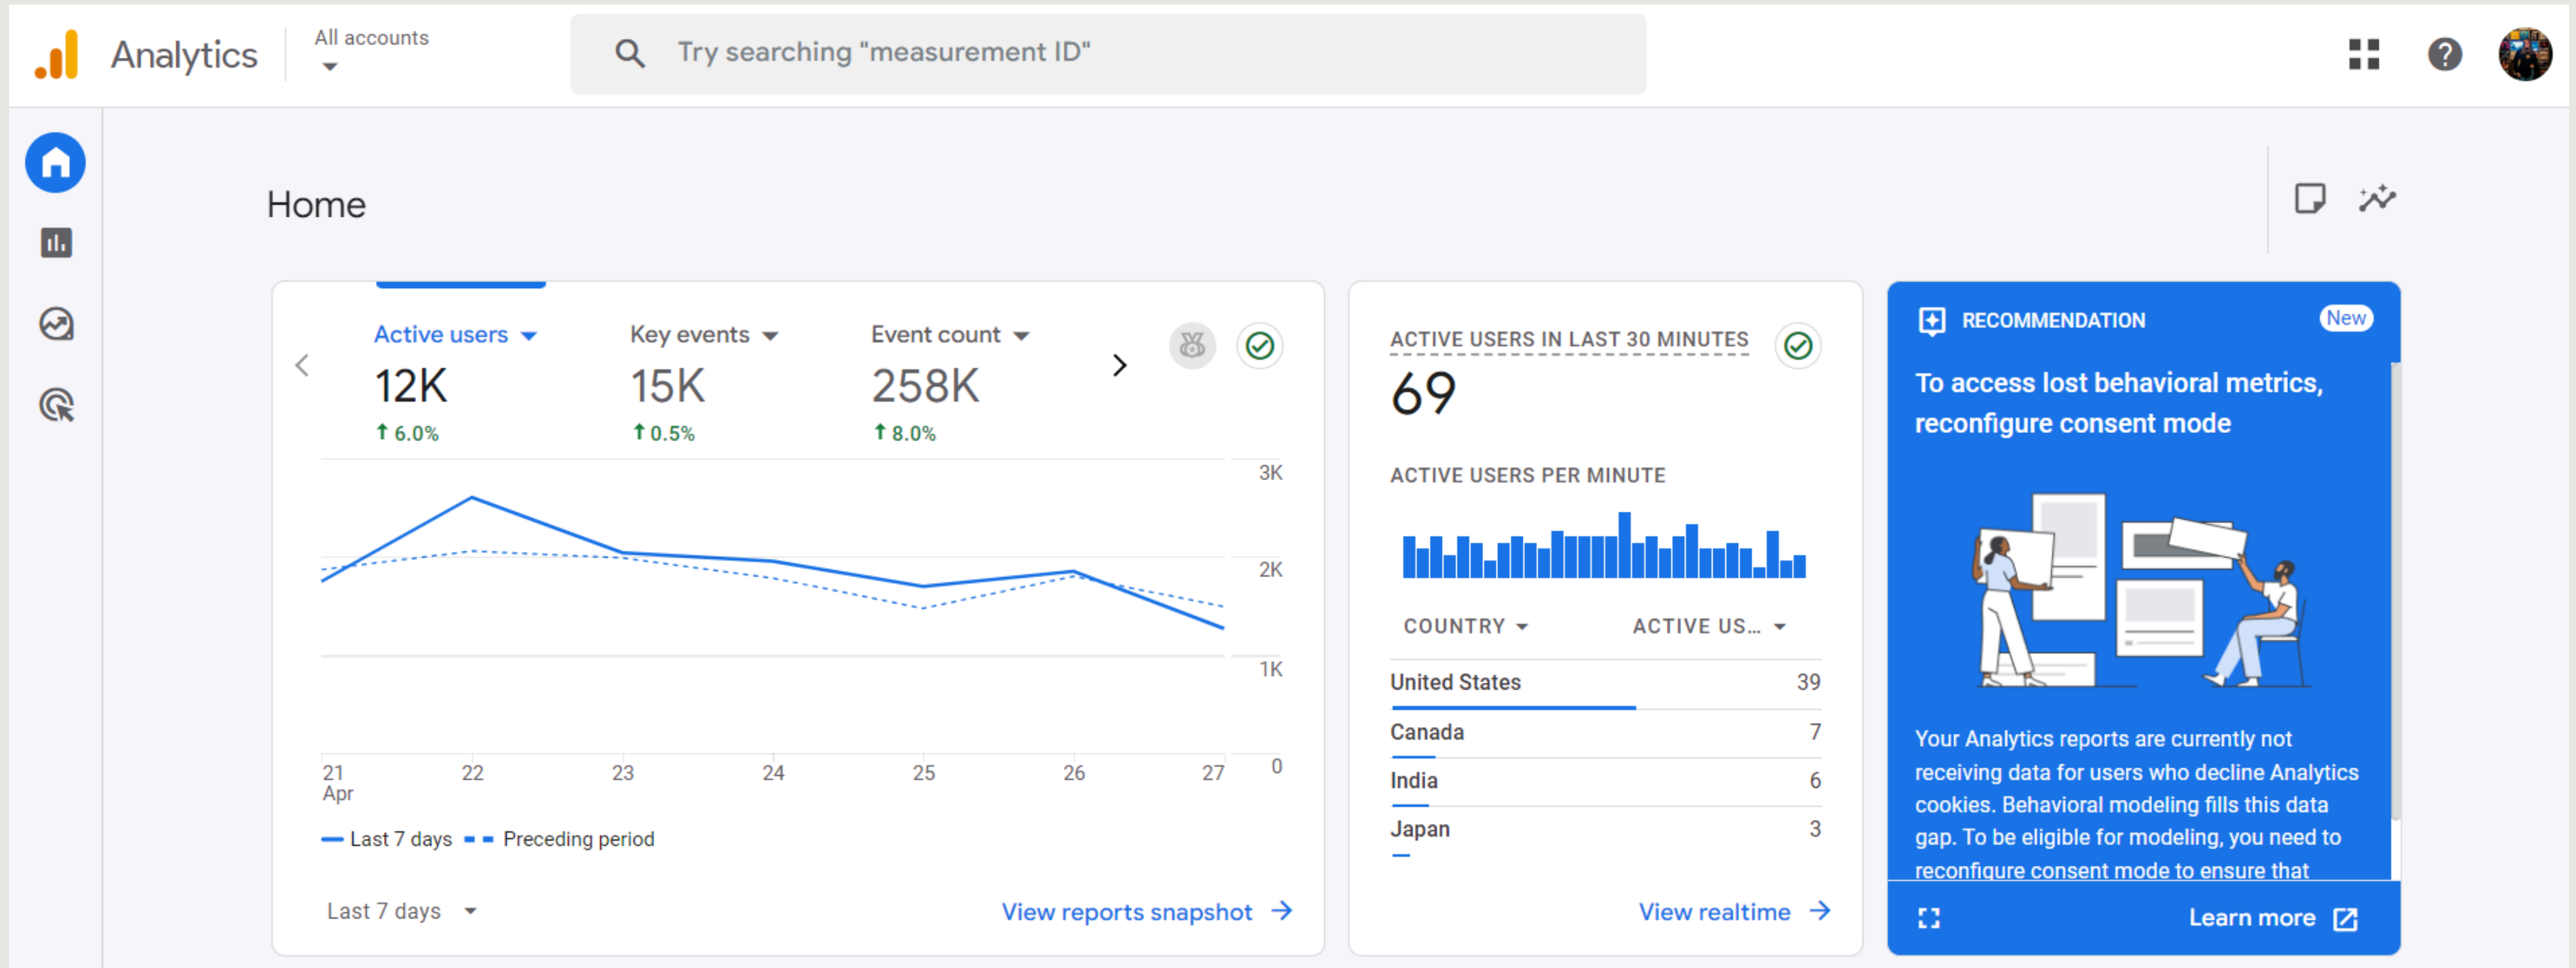 Analytics
All accounts
Try searching "measurement ID"
Home
Active users
12K
6.0%
Key events
15K
0.5%
Event count
258K
8.0%
3K
2K
1K
0
21
Apr
22
23
24
25
26
27
Last 7 days
Preceding period
Last 7 days
View reports snapshot
ACTIVE USERS IN LAST 30 MINUTES
69
ACTIVE USERS PER MINUTE
COUNTRY
ACTIVE US...
United States 39
Canada 7
India 6
Japan 3
View realtime
RECOMMENDATION
New
To access lost behavioral metrics,
reconfigure consent mode
Your Analytics reports are currently not
receiving data for users who decline Analytics
cookies. Behavioral modeling fills this data
gap. To be eligible for modeling, you need to
reconfigure consent mode to ensure that
Learn more